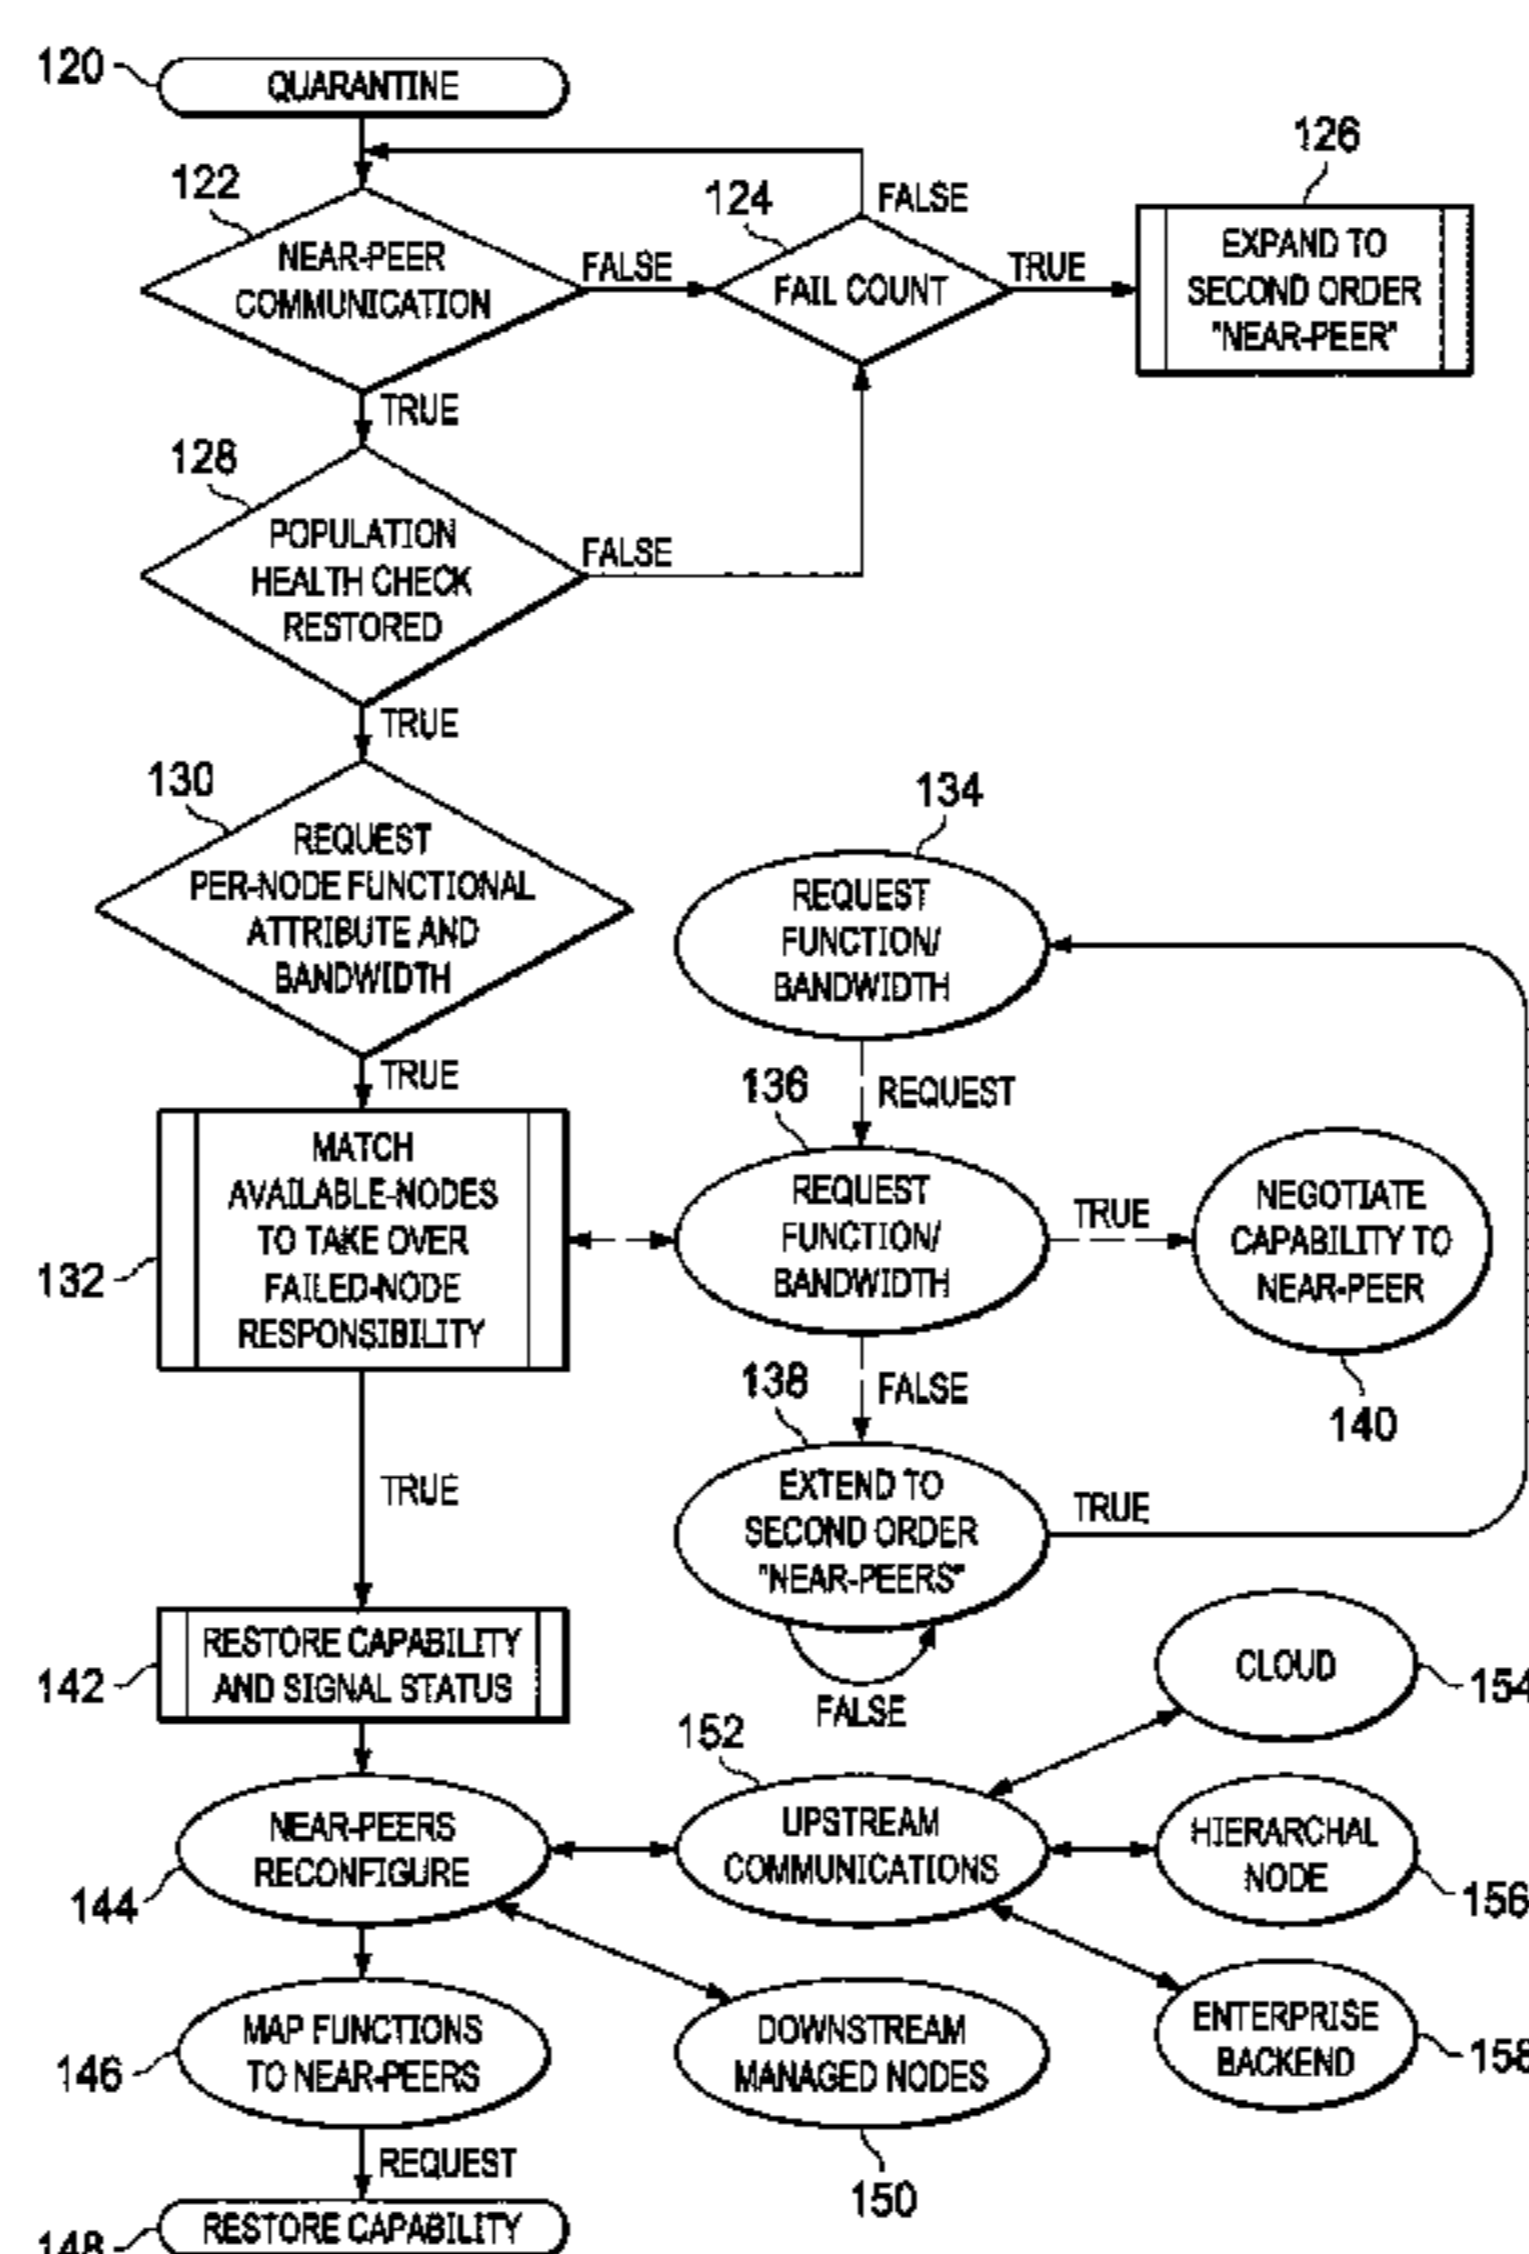 120
QUARANTINE
126
122
124
FALSE
NEAR-PEER
COMMUNICATION
FALSE
FAIL COUNT
TRUE
EXPAND TO
SECOND ORDER
"NEAR-PEER"
TRUE
128
POPULATION
HEALTH CHECK
RESTORED
FALSE
TRUE
130
REQUEST
PER-NODE FUNCTIONAL
ATTRIBUTE AND
BANDWIDTH
134
REQUEST
FUNCTION/
BANDWIDTH
TRUE
REQUEST
132
MATCH
AVAILABLE-NODES
TO TAKE OVER
FAILED-NODE
RESPONSIBILITY
136
REQUEST
FUNCTION/
BANDWIDTH
TRUE
NEGOTIATE
CAPABILITY TO
NEAR-PEER
140
FALSE
138
EXTEND TO
SECOND ORDER
"NEAR-PEERS"
TRUE
FALSE
TRUE
142
RESTORE CAPABILITY
AND SIGNAL STATUS
CLOUD
154
152
NEAR-PEERS
RECONFIGURE
144
UPSTREAM
COMMUNICATIONS
HIERARCHAL
NODE
156
146
MAP FUNCTIONS
TO NEAR-PEERS
DOWNSTREAM
MANAGED NODES
150
ENTERPRISE
BACKEND
158
REQUEST
148
RESTORE CAPABILITY